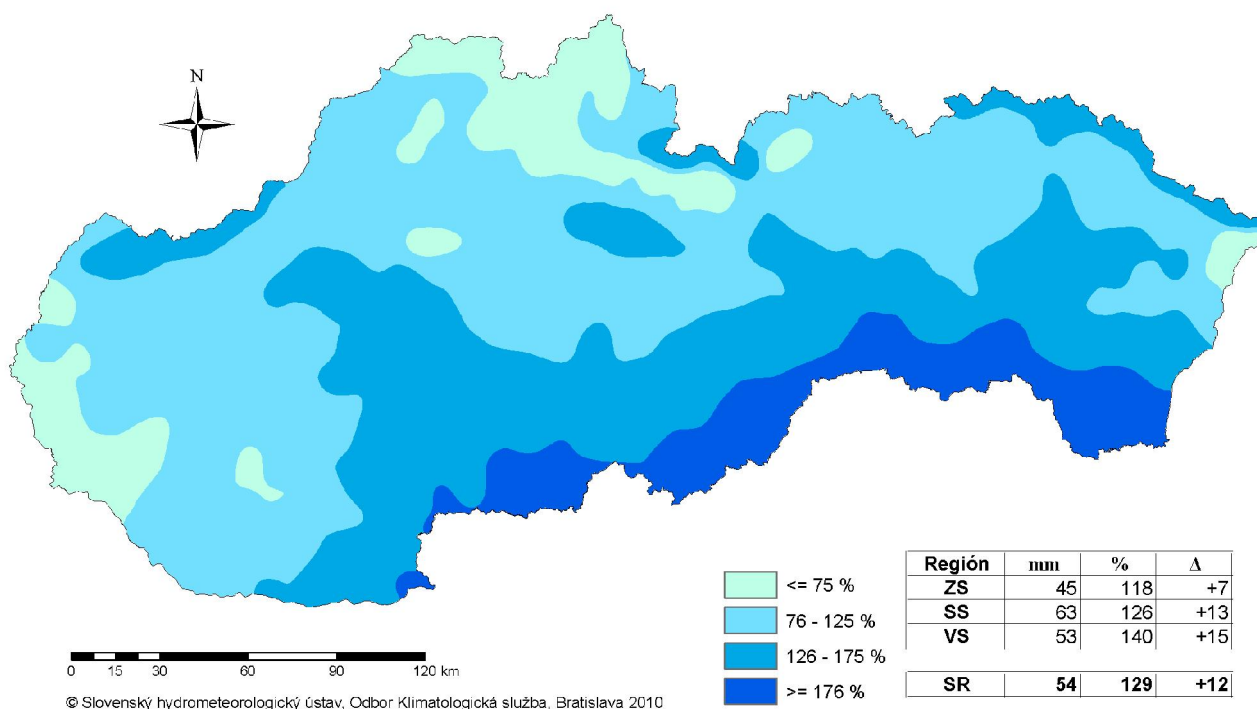 N
<= 75 %
76 - 125 %
126 - 175 %
>= 176 %
Región mm % Δ
ZS 45 118 +7
SS 63 126 +13
VS 53 140 +15
SR 54 129 +12
0 15 30 60 90 120 km
© Slovenský hydrometeorologický ústav, Odbor Klimatologická služba, Bratislava 2010